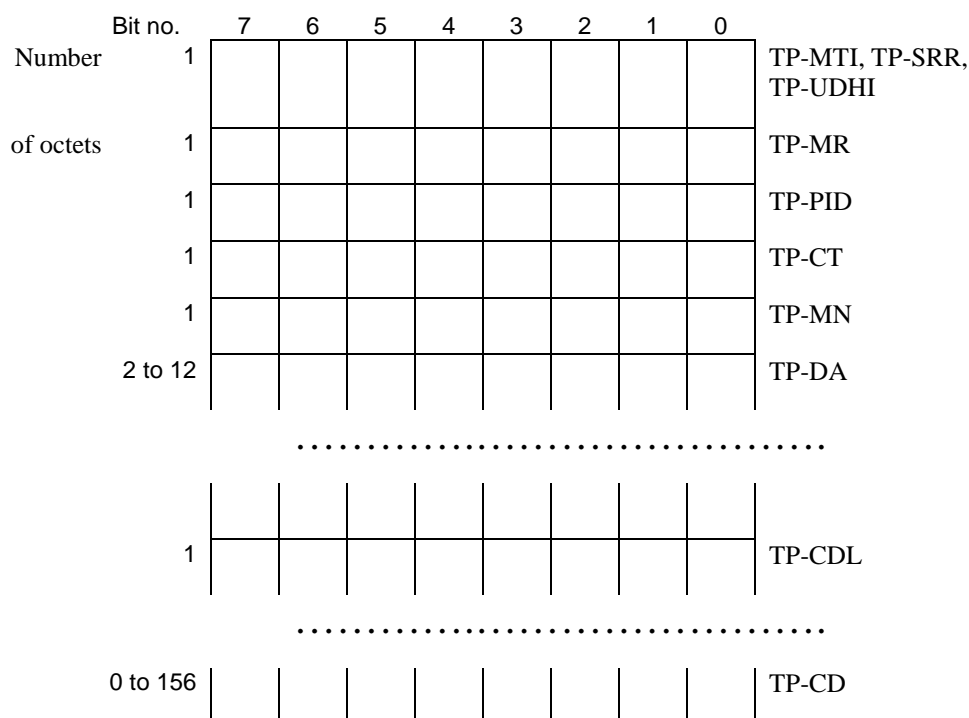 Bit no. 7 6 5 4 3 2 1 0
Number 1 TP-MTI, TP-SRR,
TP-UDHI
of octets 1 TP-MR
1 TP-PID
1 TP-CT
1 TP-MN
2 to 12 TP-DA
1 TP-CDL
0 to 156 TP-CD